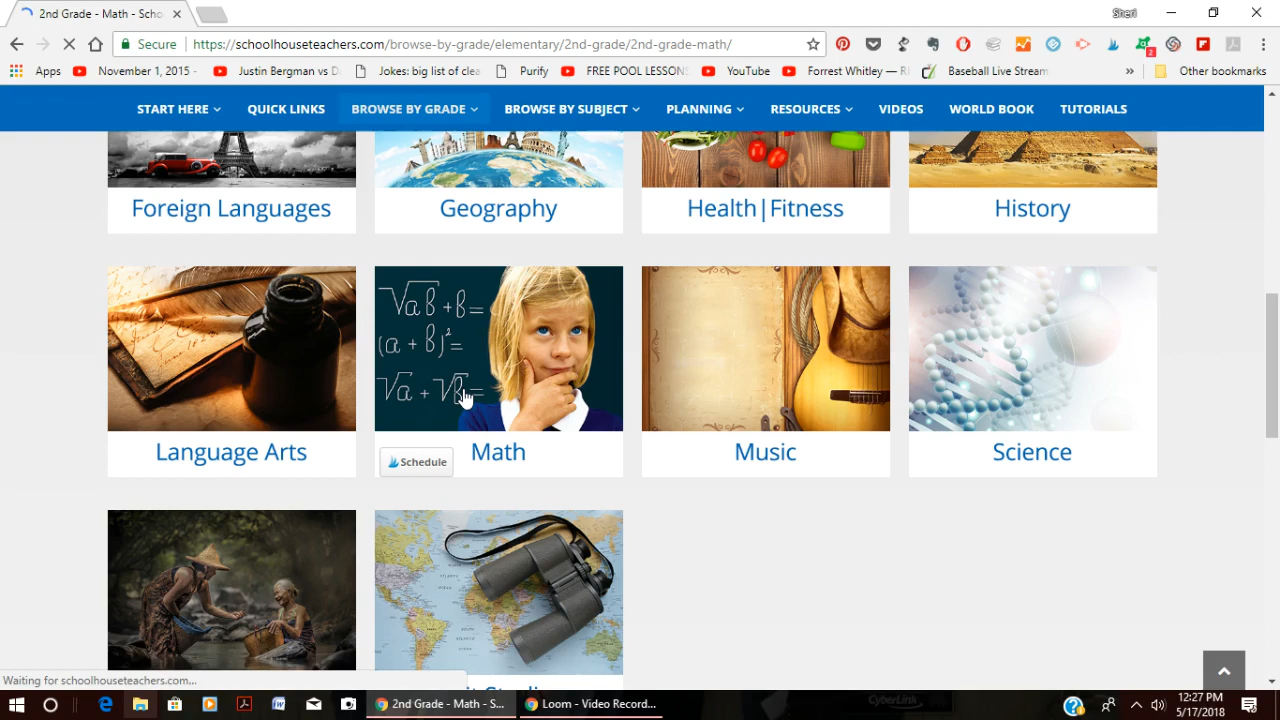 2nd Grade - Math - Scho
Sheri
Secure https://schoolhouseteachers.com/browse-by-grade/elementary/2nd-grade/2nd-grade-math/
2
Apps November 1, 2015 - Justin Bergman vs D Jokes: big list of clea Purify FREE POOL LESSONS YouTube Forrest Whitley — Baseball Live Stream » Other bookmarks
START HERE QUICK LINKS BROWSE BY GRADE BROWSE BY SUBJECT PLANNING RESOURCES VIDEOS WORLD BOOK TUTORIALS
Foreign Languages Geography Health|Fitness History
√ab + b =
(a + b)² =
√a + √b =
Language Arts Schedule Math Music Science
Waiting for schoolhouseteachers.com...
2nd Grade - Math - S... Loom - Video Record... CyberLink
12:27 PM
5/17/2018